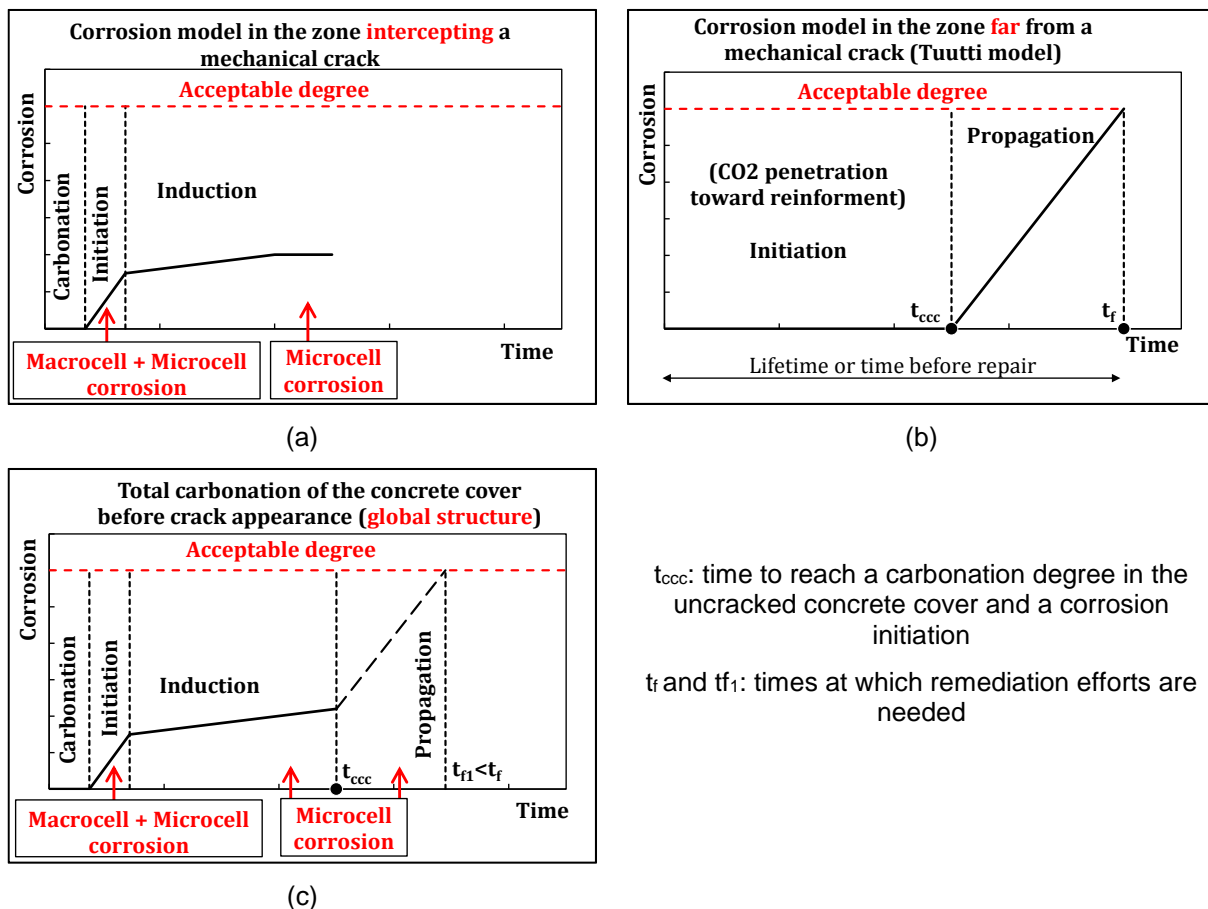 Corrosion model in the zone intercepting a
mechanical crack
Acceptable degree
Corrosion
Carbonation
Initiation
Induction
Time
Macrocell + Microcell
corrosion
Microcell
corrosion
(a)
Corrosion model in the zone far from a
mechanical crack (Tuutti model)
Acceptable degree
Corrosion
Propagation
(CO2 penetration
toward reinforment)
Initiation
tccc
tf
Time
Lifetime or time before repair
(b)
Total carbonation of the concrete cover
before crack appearance (global structure)
Acceptable degree
Corrosion
Carbonation
Initiation
Induction
Propagation
tccc
tf1<tf
Time
Macrocell + Microcell
corrosion
Microcell
corrosion
(c)
tccc: time to reach a carbonation degree in the
uncracked concrete cover and a corrosion
initiation
tf and tf1: times at which remediation efforts are
needed